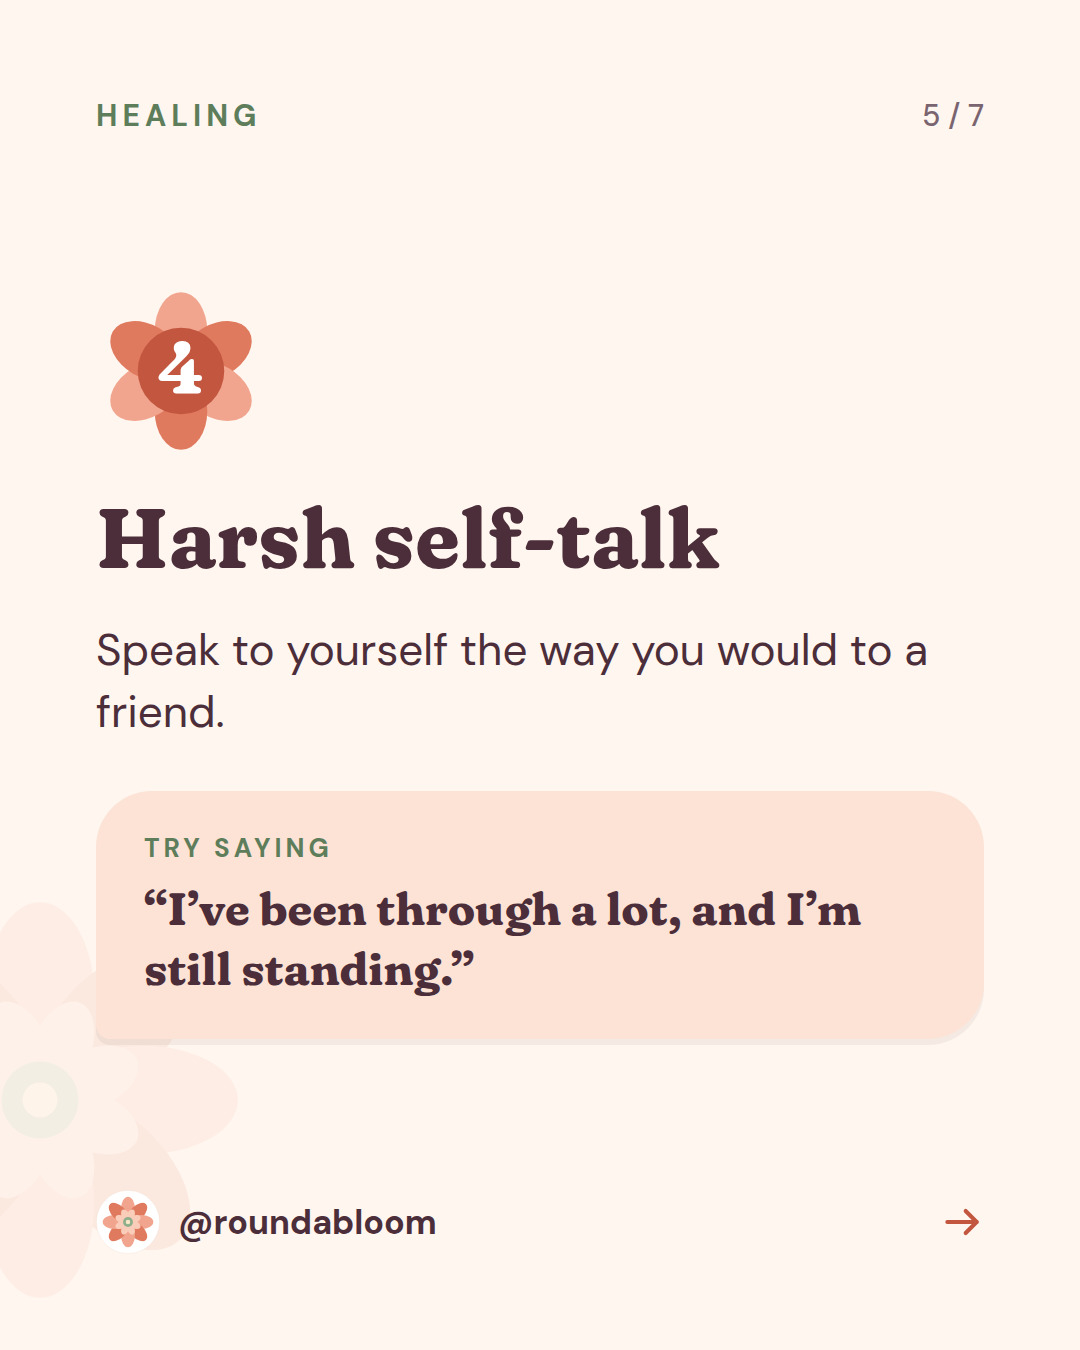 HEALING
5 / 7
4
Harsh self-talk
Speak to yourself the way you would to a
friend.
TRY SAYING
“I’ve been through a lot, and I’m
still standing.”
@roundabloom